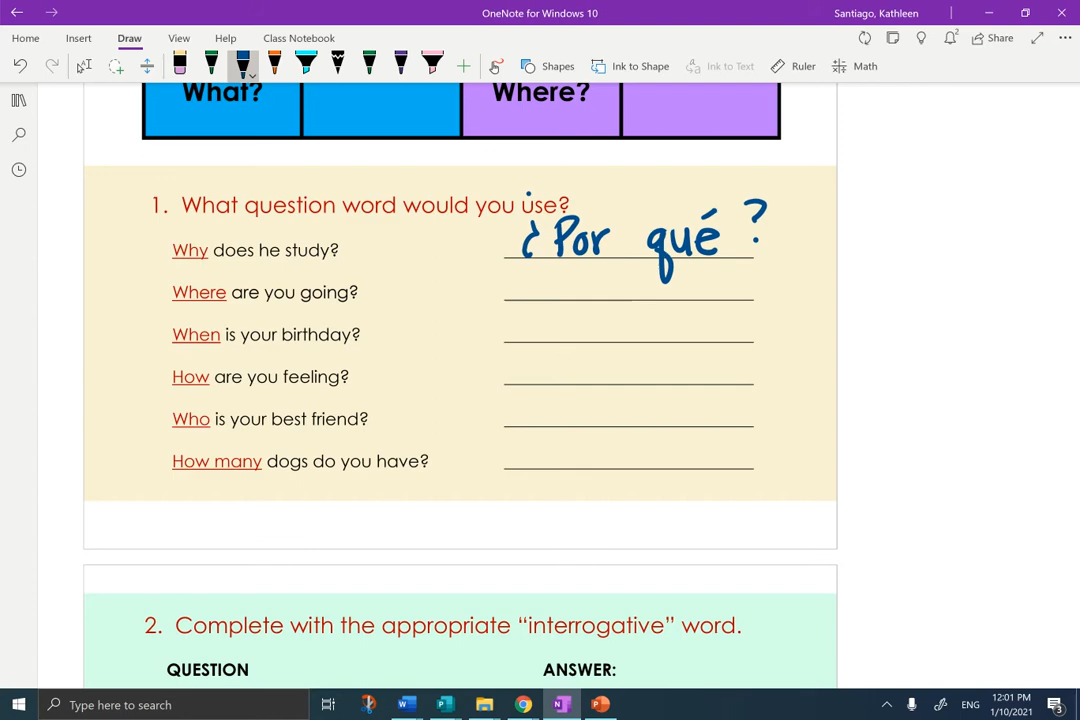 OneNote for Windows 10
Santiago, Kathleen
Home Insert Draw View Help Class Notebook
Share
Shapes Ink to Shape Ink to Text Ruler Math
What? Where?
1. What question word would you use?
Why does he study? ¿Por qué?
Where are you going?
When is your birthday?
How are you feeling?
Who is your best friend?
How many dogs do you have?
2. Complete with the appropriate “interrogative” word.
QUESTION ANSWER:
Type here to search
ENG
12:01 PM
1/10/2021
3